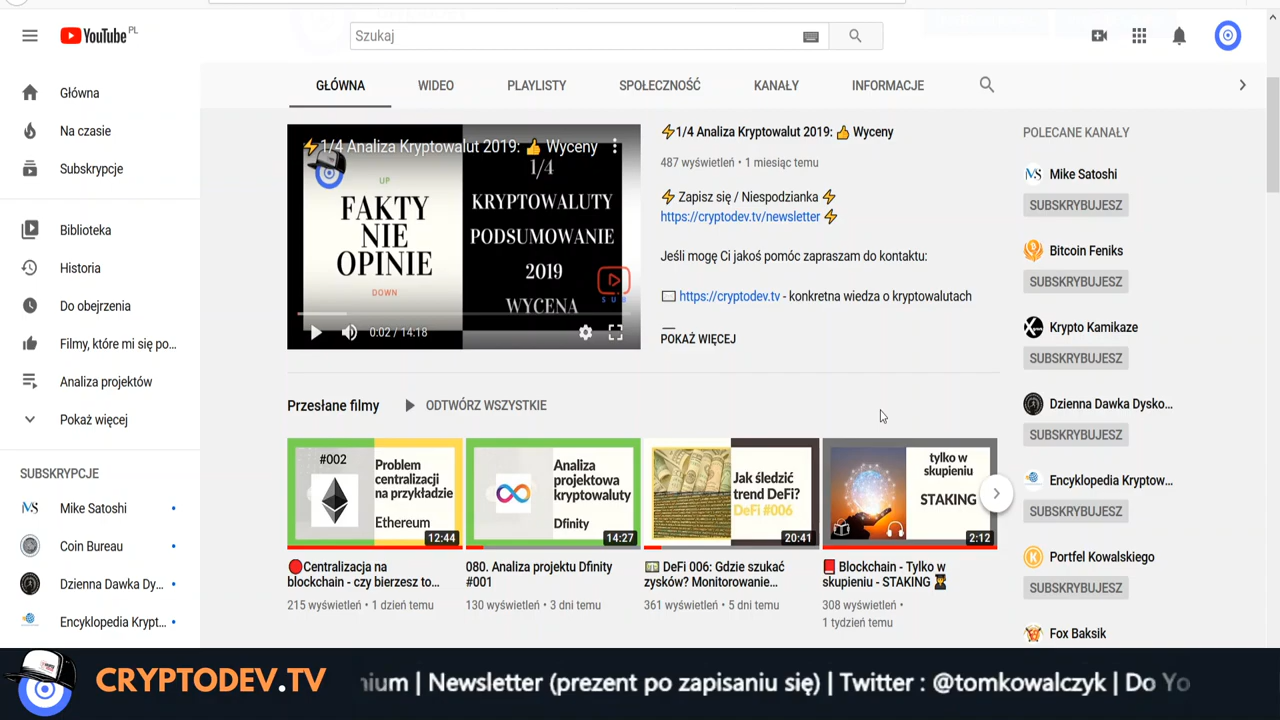 YouTube PL
Szukaj
Główna
Na czasie
Subskrypcje
Biblioteka
Historia
Do obejrzenia
Filmy, które mi się po...
Analiza projektów
Pokaż więcej
SUBSKRYPCJE
Mike Satoshi
Coin Bureau
Dzienna Dawka Dy...
Encyklopedia Krypt...
GŁÓWNA
WIDEO
PLAYLISTY
SPOŁECZNOŚĆ
KANAŁY
INFORMACJE
⚡1/4 Analiza Kryptowalut 2019: 👍 Wyceny
UP
FAKTY
NIE
OPINIE
DOWN
1/4
KRYPTOWALUTY
PODSUMOWANIE
2019
WYCENA
SUB
0:02 / 14:18
⚡1/4 Analiza Kryptowalut 2019: 👍 Wyceny
487 wyświetleń • 1 miesiąc temu
⚡ Zapisz się / Niespodzianka ⚡
https://cryptodev.tv/newsletter ⚡
Jeśli mogę Ci jakoś pomóc zapraszam do kontaktu:
https://cryptodev.tv - konkretna wiedza o kryptowalutach
POKAŻ WIĘCEJ
Przesłane filmy
ODTWÓRZ WSZYSTKIE
#002
Problem
centralizacji
na przykładzie
Ethereum
12:44
🔴Centralizacja na
blockchain - czy bierzesz to...
215 wyświetleń • 1 dzień temu
Analiza
projektowa
kryptowaluty
Dfinity
14:27
080. Analiza projektu Dfinity
#001
130 wyświetleń • 3 dni temu
Jak śledzić
trend DeFi?
DeFi #006
20:41
💵 DeFi 006: Gdzie szukać
zysków? Monitorowanie...
361 wyświetleń • 5 dni temu
tylko w
skupieniu
STAKING
2:12
📕 Blockchain - Tylko w
skupieniu - STAKING 👨‍🎓
308 wyświetleń •
1 tydzień temu
POLECANE KANAŁY
Mike Satoshi
SUBSKRYBUJESZ
Bitcoin Feniks
SUBSKRYBUJESZ
Krypto Kamikaze
SUBSKRYBUJESZ
Dzienna Dawka Dysko...
SUBSKRYBUJESZ
Encyklopedia Kryptow...
SUBSKRYBUJESZ
Portfel Kowalskiego
SUBSKRYBUJESZ
Fox Baksik
CRYPTODEV.TV
nium | Newsletter (prezent po zapisaniu się) | Twitter : @tomkowalczyk | Do Yo